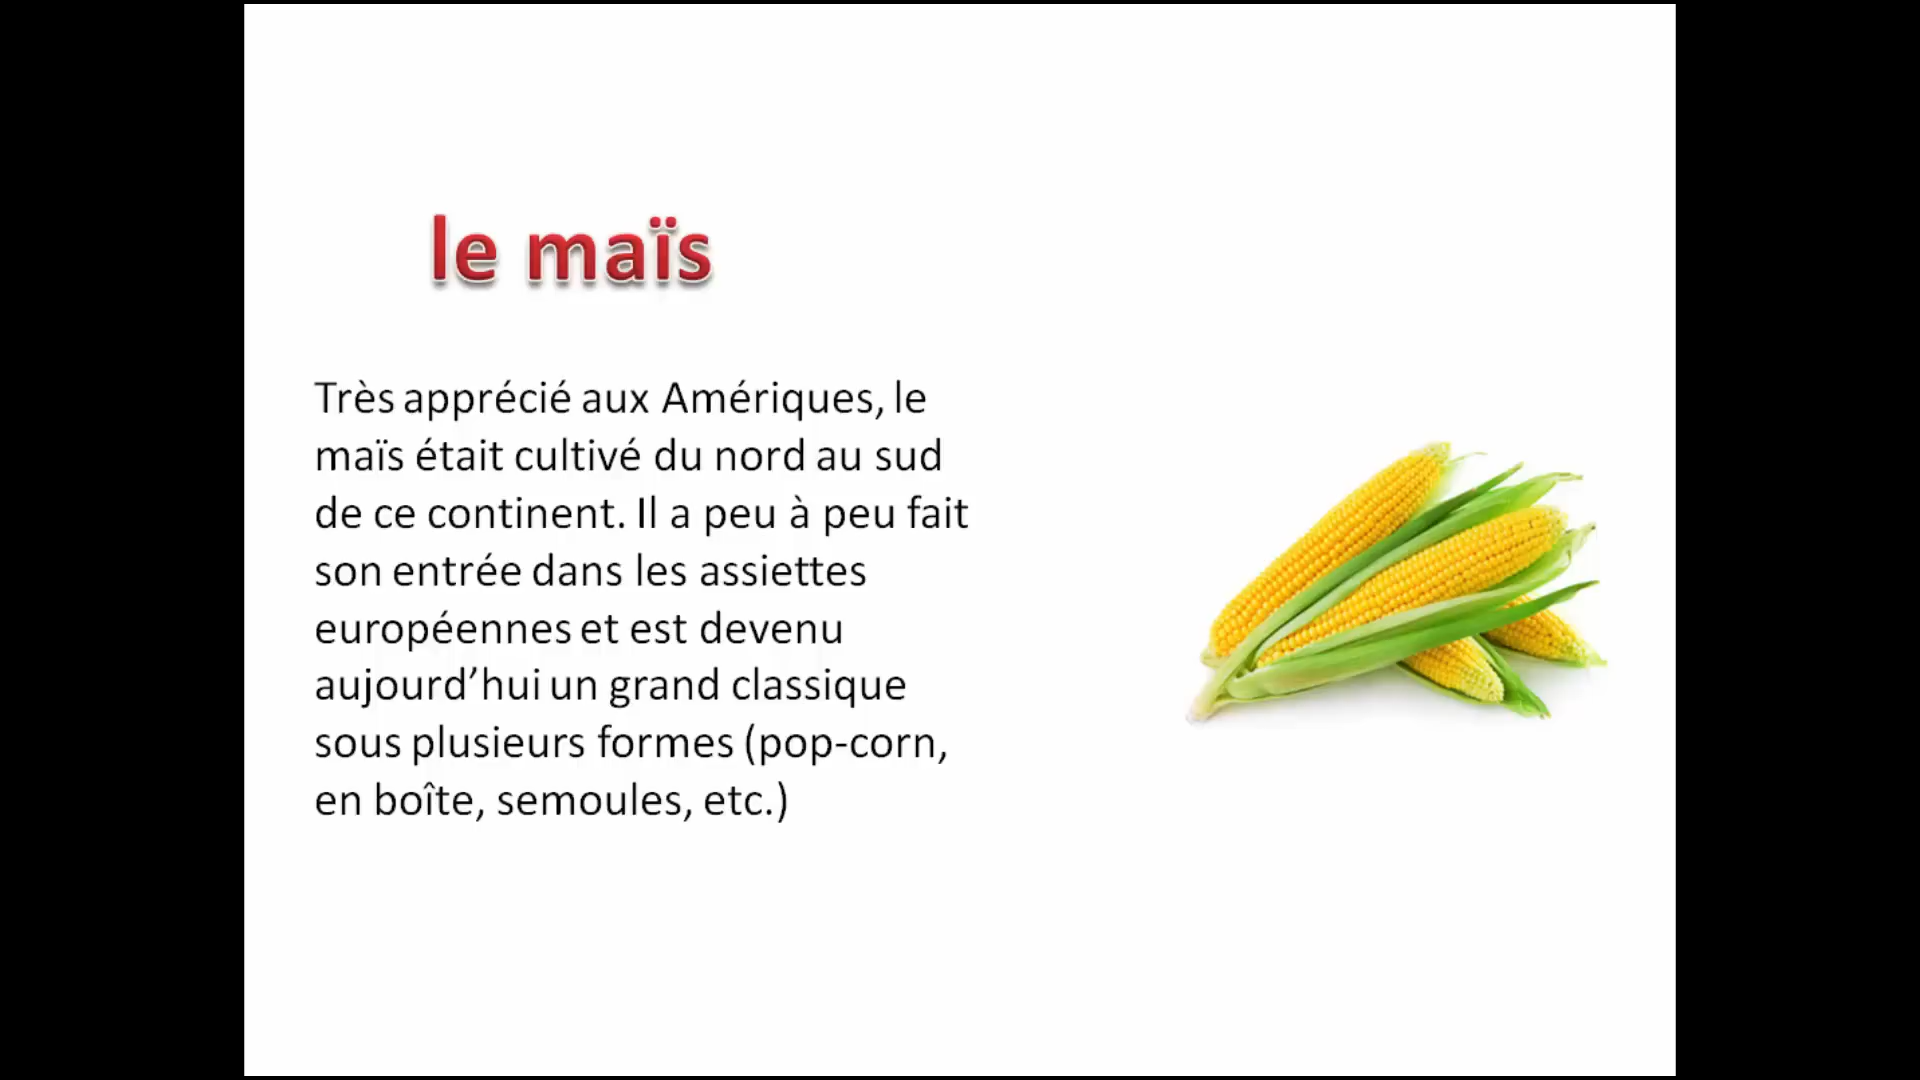 le maïs
Très apprécié aux Amériques, le
maïs était cultivé du nord au sud
de ce continent. Il a peu à peu fait
son entrée dans les assiettes
européennes et est devenu
aujourd’hui un grand classique
sous plusieurs formes (pop-corn,
en boîte, semoules, etc.)